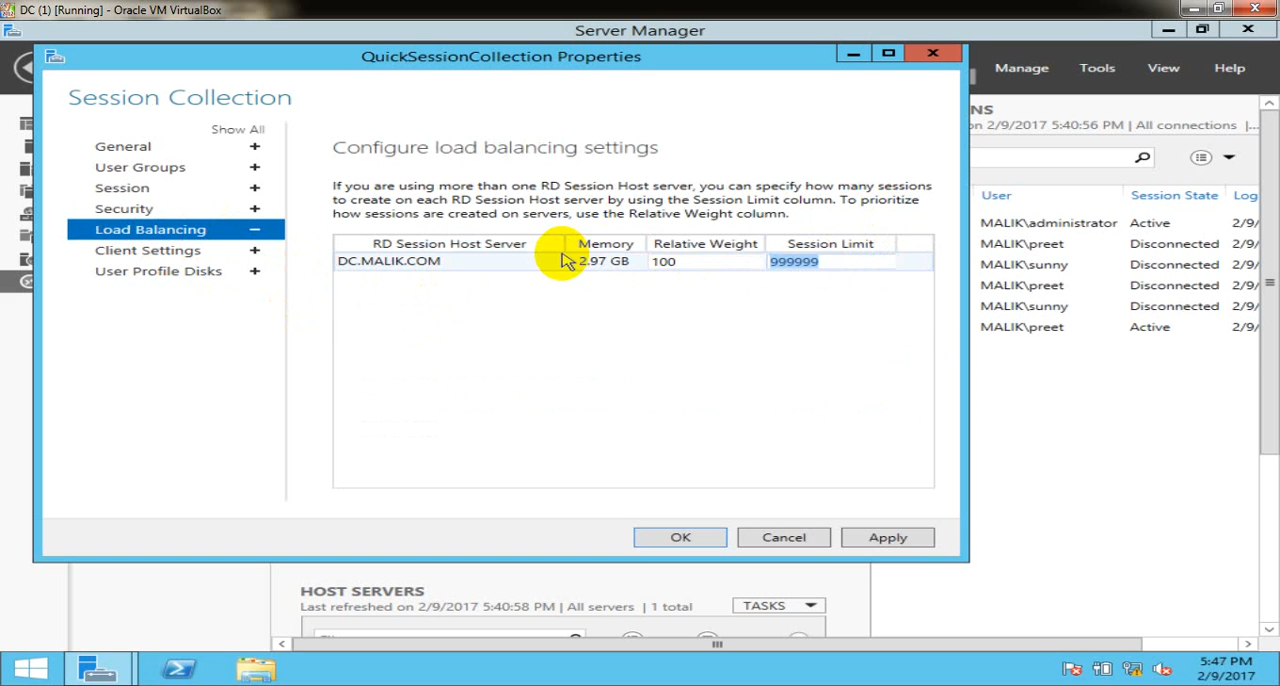 DC (1) [Running] - Oracle VM VirtualBox
Server Manager
QuickSessionCollection Properties
Manage Tools View Help
Session Collection
Show All
General +
User Groups +
Session +
Security +
Load Balancing –
Client Settings +
User Profile Disks +
Configure load balancing settings
If you are using more than one RD Session Host server, you can specify how many sessions
to create on each RD Session Host server by using the Session Limit column. To prioritize
how sessions are created on servers, use the Relative Weight column.
RD Session Host Server Memory Relative Weight Session Limit
DC.MALIK.COM 2.97 GB 100 999999
OK Cancel Apply
NS
on 2/9/2017 5:40:56 PM | All connections |...
User Session State Log
MALIK\administrator Active 2/9/
MALIK\preet Disconnected 2/9/
MALIK\sunny Disconnected 2/9/
MALIK\preet Disconnected 2/9/
MALIK\sunny Disconnected 2/9/
MALIK\preet Active 2/9/
HOST SERVERS
Last refreshed on 2/9/2017 5:40:58 PM | All servers | 1 total
TASKS
5:47 PM
2/9/2017